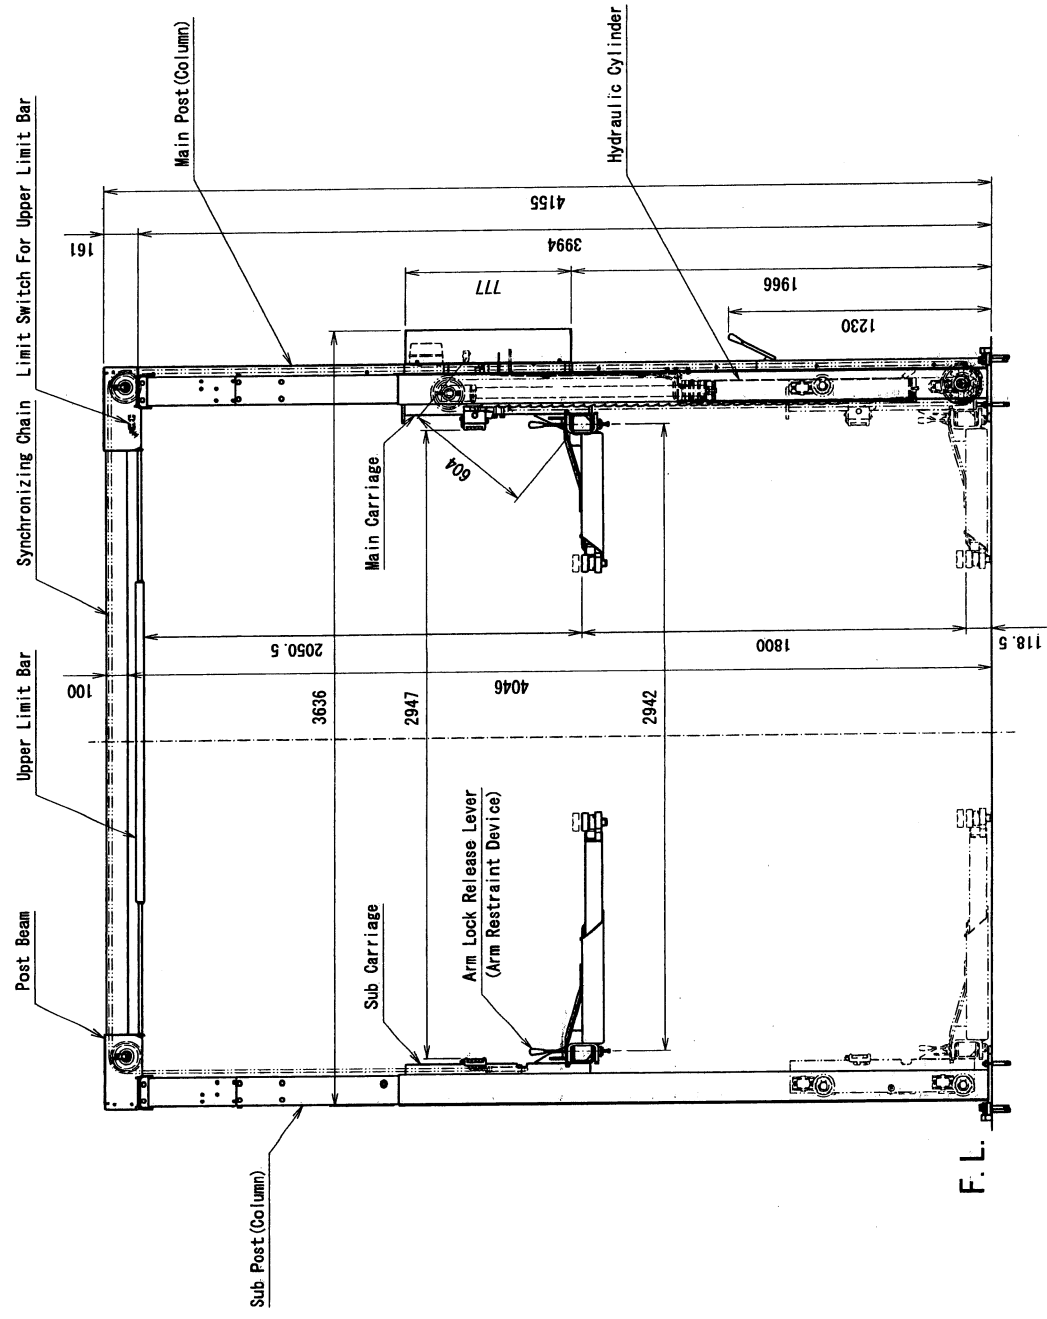 Post Beam
Upper Limit Bar
Synchronizing Chain
Limit Switch For Upper Limit Bar
Main Post(Column)
Hydraulic Cylinder
Main Carriage
Sub Carriage
Arm Lock Release Lever
(Arm Restraint Device)
Sub Post(Column)
F.L.
161
4155
3994
777
1966
1230
604
100
2050.5
4046
1800
118.5
3636
2947
2942